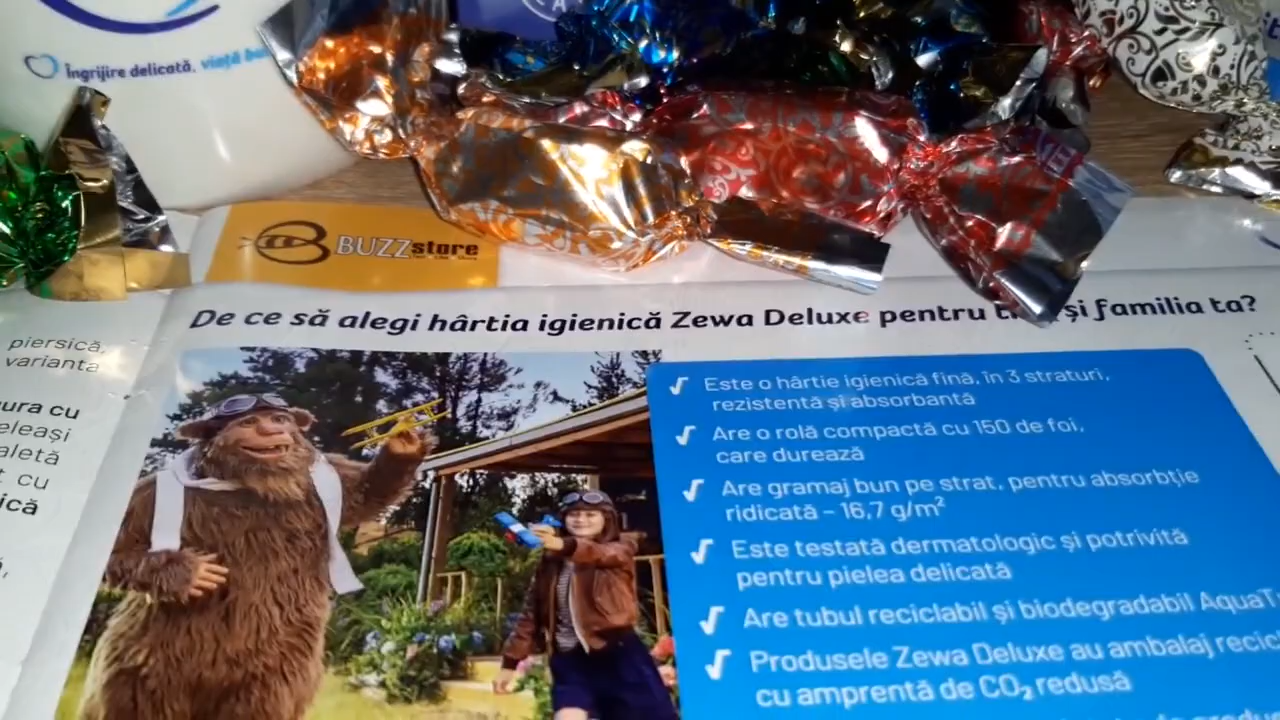 Îngrijire delicată, viață
BUZZstore
De ce să alegi hârtia igienică Zewa Deluxe pentru și familia ta?
piersică,
varianta
cu
eleași
aletă
cu
ică
Este o hârtie igienică fină, în 3 straturi,
rezistentă și absorbantă
Are o rolă compactă cu 150 de foi,
care durează
Are gramaj bun pe strat, pentru absorbție
ridicată - 16,7 g/m²
Este testată dermatologic și potrivită
pentru pielea delicată
Are tubul reciclabil și biodegradabil AquaT
Produsele Zewa Deluxe au ambalaj recic
cu amprentă de CO₂ redusă